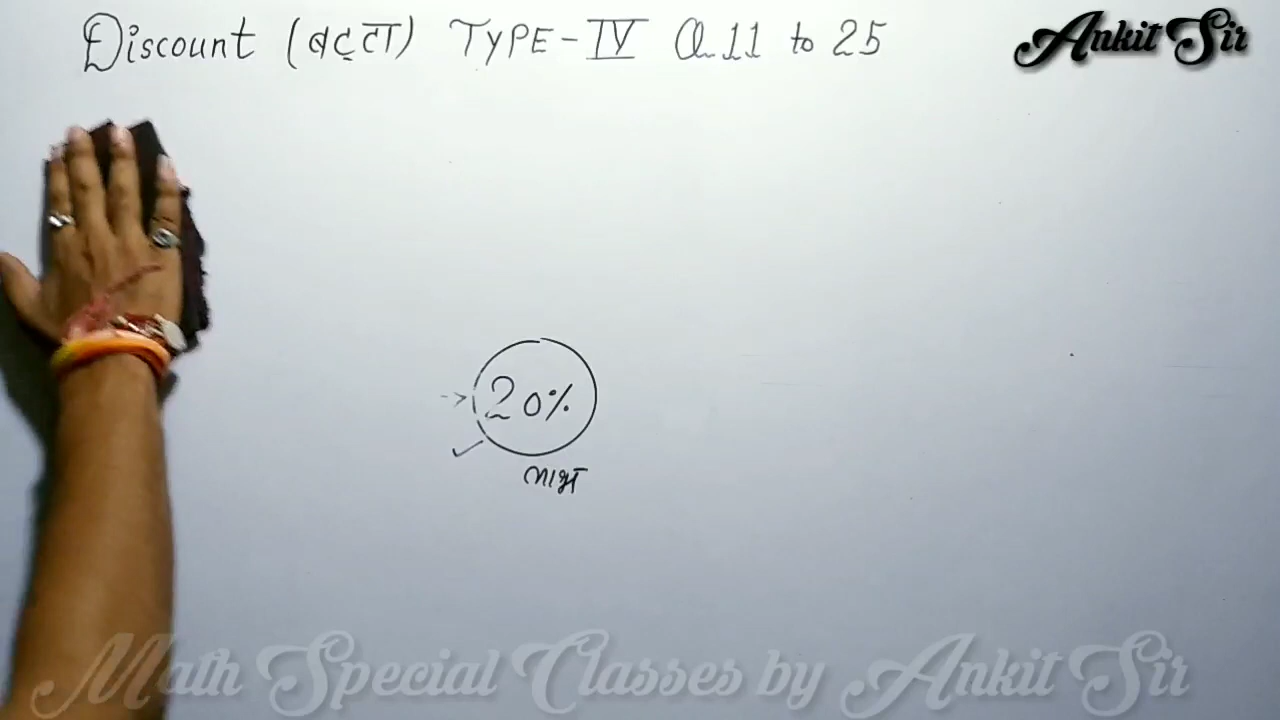 Discount (बट्टा) TYPE-IV Q.11 to 25
Ankit Sir
20%
लाभ
Math Special Classes by Ankit Sir